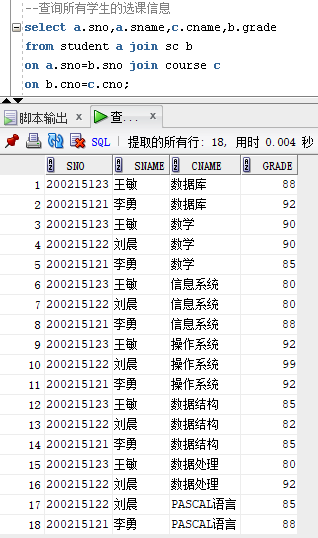 --查询所有学生的选课信息
select a.sno,a.sname,c.cname,b.grade
from student a join sc b
on a.sno=b.sno join course c
on b.cno=c.cno;
脚本输出 x 查... x
SQL | 提取的所有行: 18, 用时 0.004 秒
SNO SNAME CNAME GRADE
1 200215123 王敏 数据库 88
2 200215121 李勇 数据库 92
3 200215123 王敏 数学 90
4 200215122 刘晨 数学 90
5 200215121 李勇 数学 85
6 200215123 王敏 信息系统 80
7 200215122 刘晨 信息系统 80
8 200215121 李勇 信息系统 88
9 200215123 王敏 操作系统 92
10 200215122 刘晨 操作系统 99
11 200215121 李勇 操作系统 92
12 200215123 王敏 数据结构 85
13 200215122 刘晨 数据结构 82
14 200215121 李勇 数据结构 85
15 200215123 王敏 数据处理 80
16 200215122 刘晨 数据处理 92
17 200215122 刘晨 PASCAL语言 85
18 200215121 李勇 PASCAL语言 88